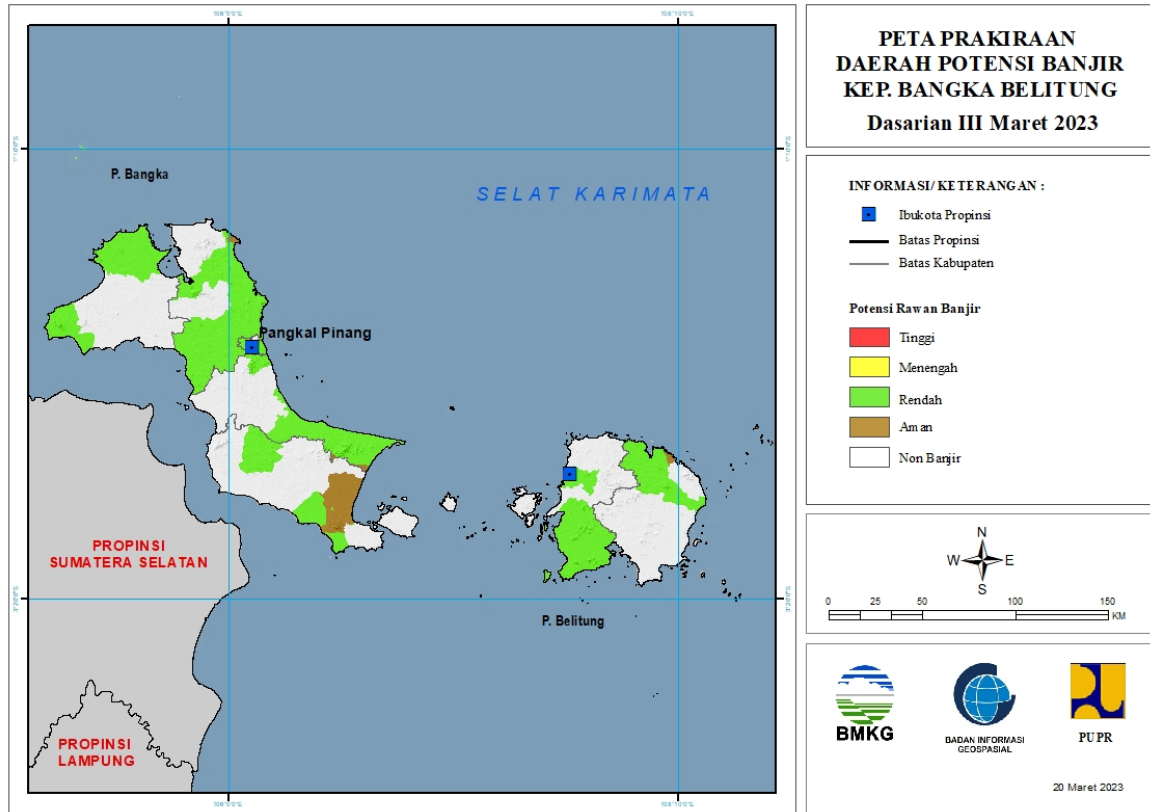 PETA PRAKIRAAN
DAERAH POTENSI BANJIR
KEP. BANGKA BELITUNG
Dasarian III Maret 2023
P. Bangka
SELAT KARIMATA
Pangkal Pinang
PROPINSI
SUMATERA SELATAN
P. Belitung
PROPINSI
LAMPUNG
INFORMASI/ KETERANGAN :
Ibukota Propinsi
Batas Propinsi
Batas Kabupaten
Potensi Rawan Banjir
Tinggi
Menengah
Rendah
Aman
Non Banjir
N
W E
S
0 25 50 100 150
KM
BMKG
BADAN INFORMASI
GEOSPASIAL
PUPR
20 Maret 2023